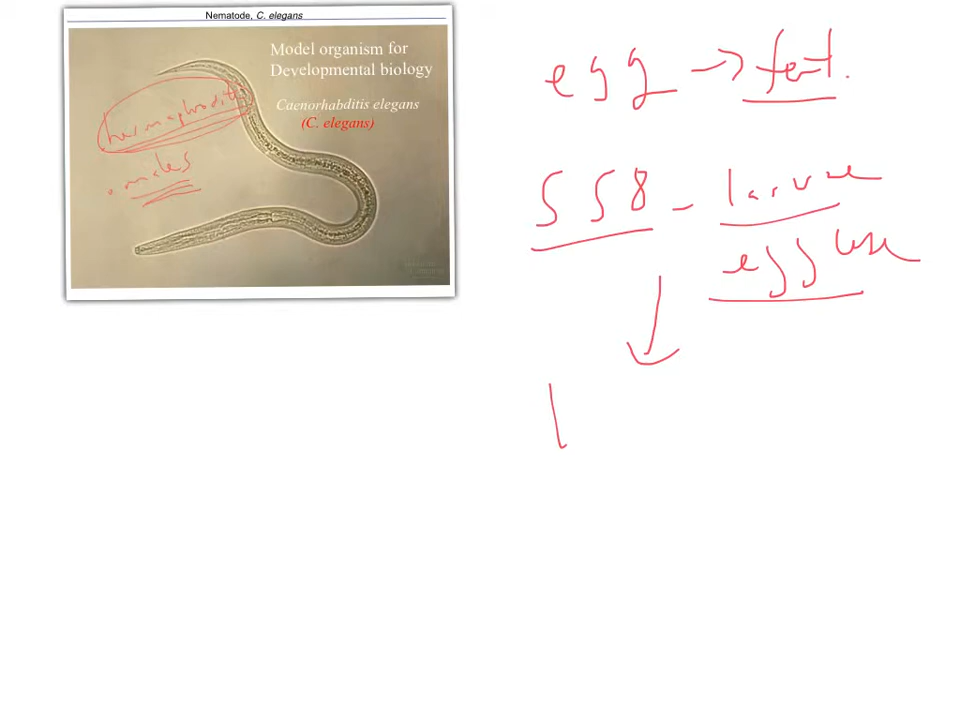 Nematode, C. elegans
Model organism for
Developmental biology
Caenorhabditis elegans
(C. elegans)
hermaphrodite
males
egg → fert.
558 - larvae
egg